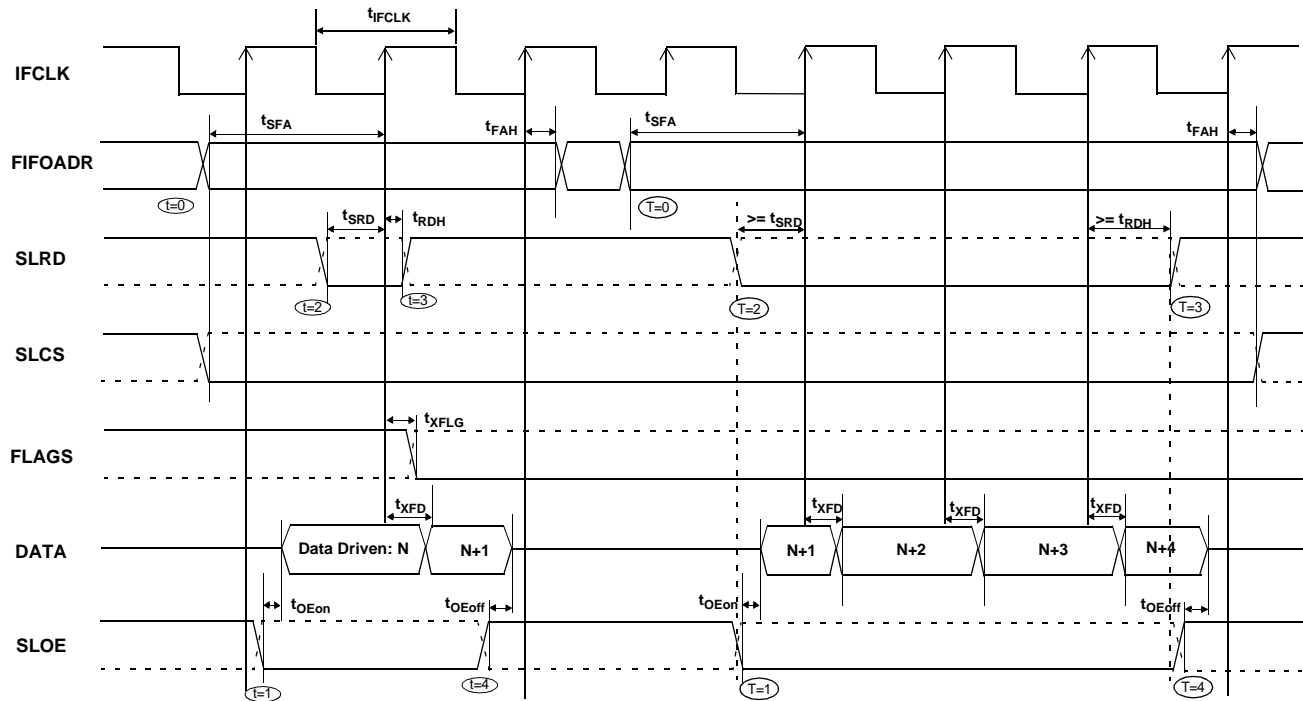 tIFCLK
IFCLK
tSFA
tFAH
tSFA
tFAH
FIFOADR
t=0
T=0
tSRD
tRDH
>= tSRD
>= tRDH
SLRD
t=2
t=3
T=2
T=3
SLCS
tXFLG
FLAGS
tXFD
tXFD
tXFD
tXFD
DATA
Data Driven: N
N+1
N+1
N+2
N+3
N+4
tOEon
tOEoff
tOEon
tOEoff
SLOE
t=1
t=4
T=1
T=4